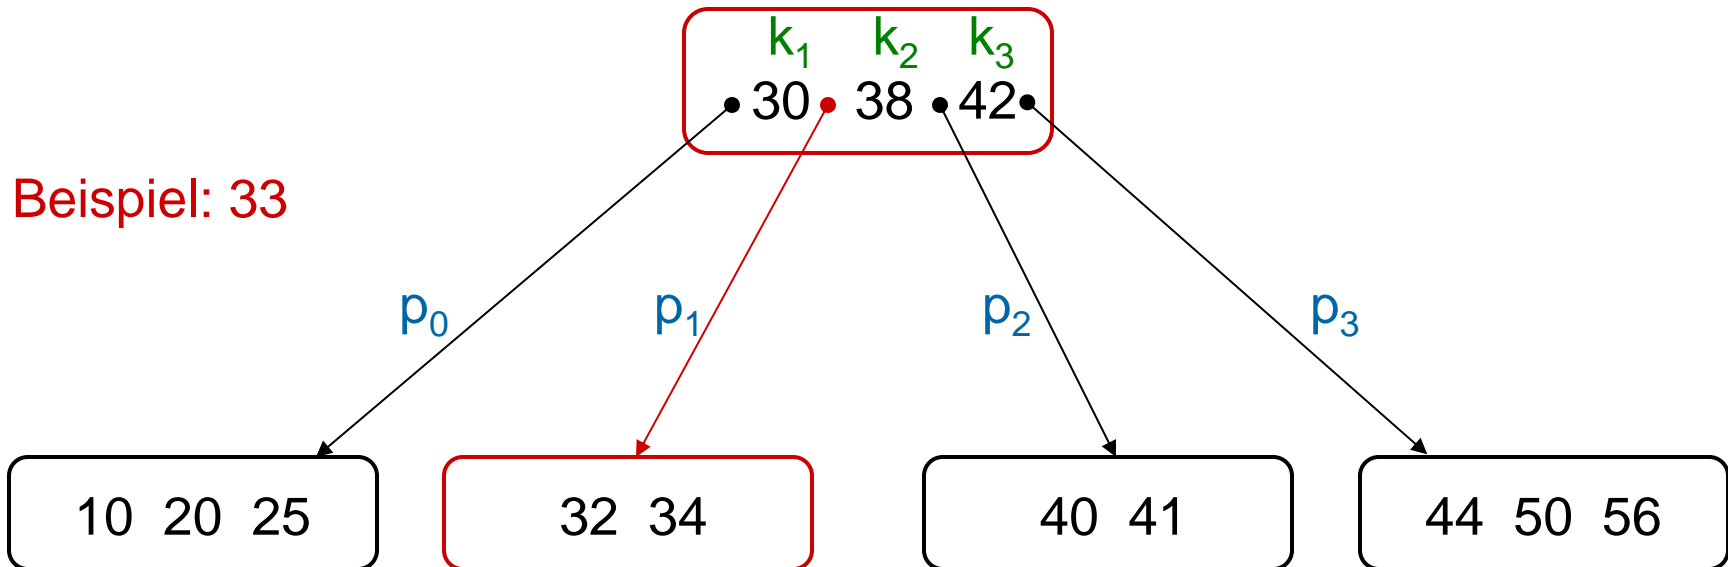 k₁ k₂ k₃
30 38 42
Beispiel: 33
p₀ p₁ p₂ p₃
10 20 25 32 34 40 41 44 50 56